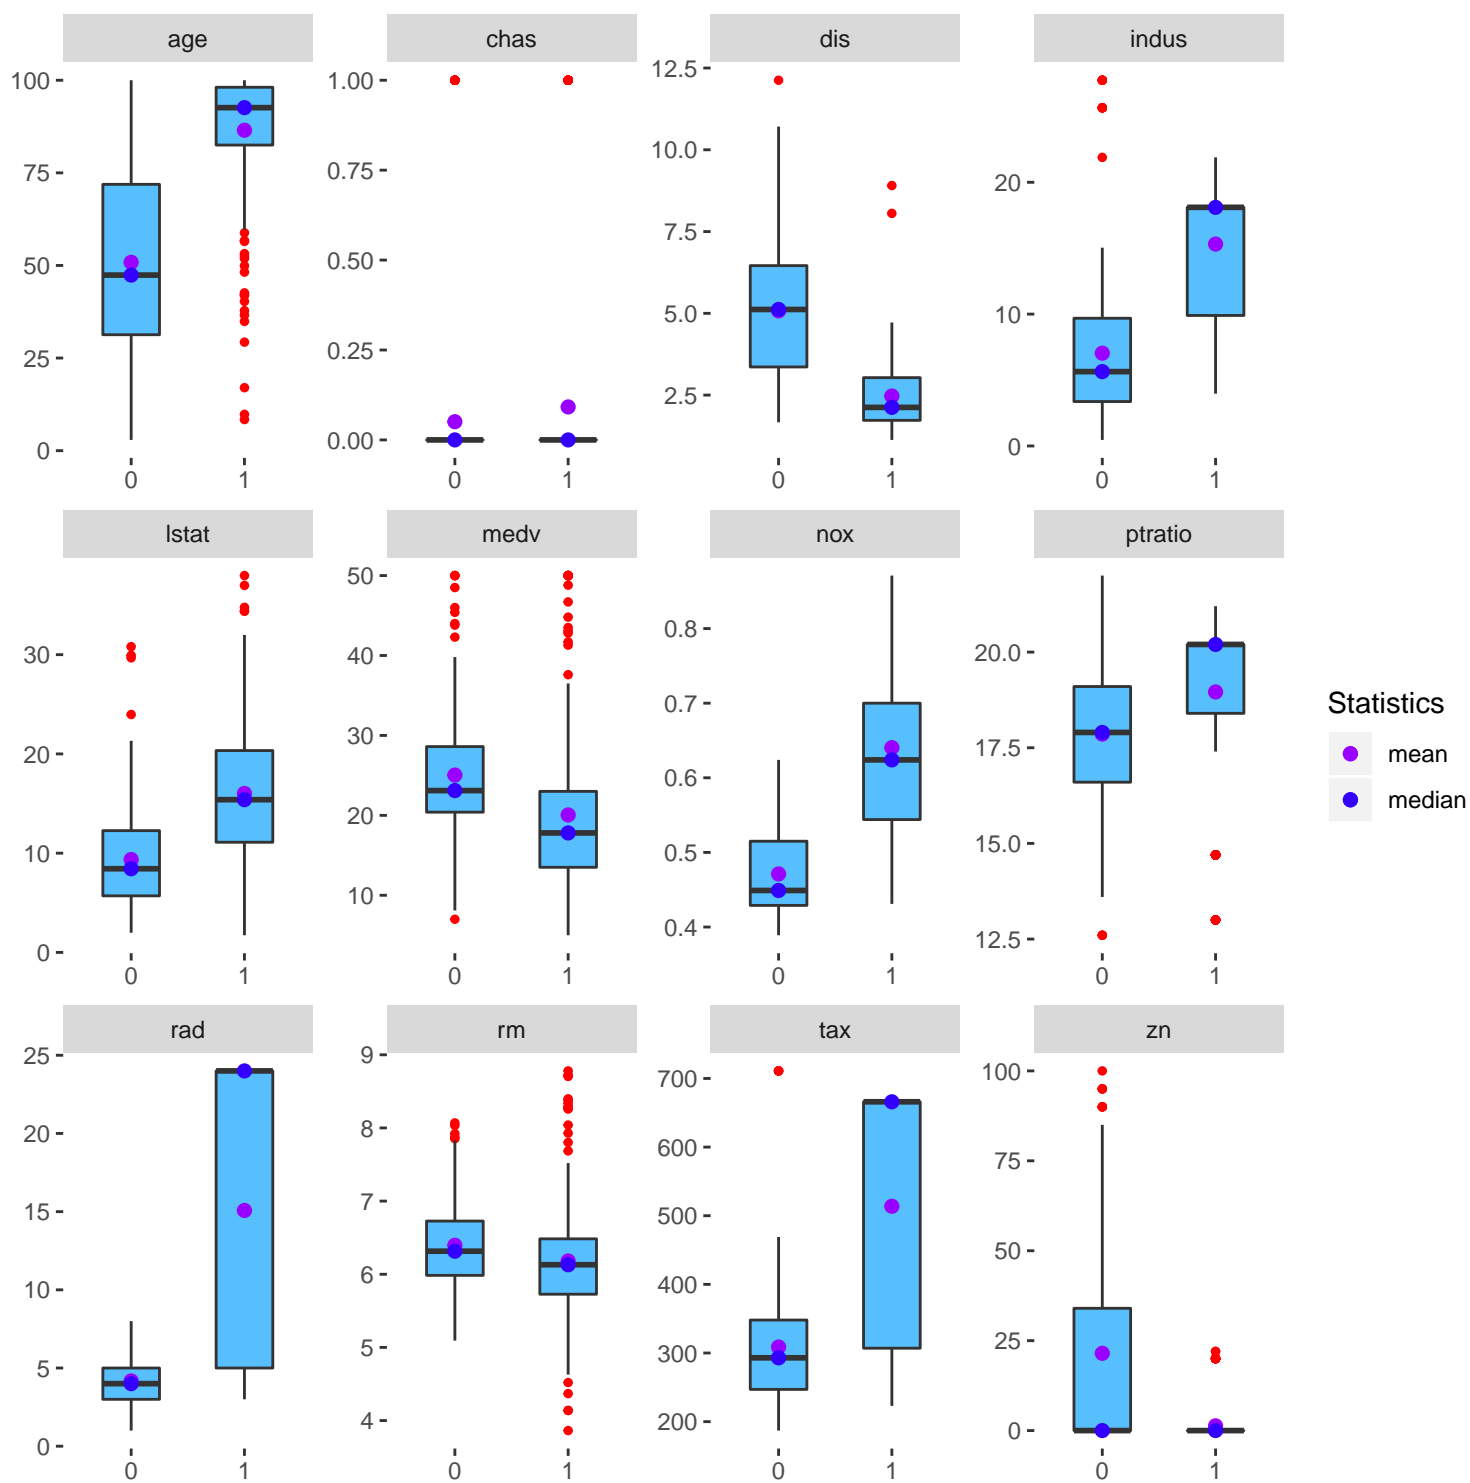 age chas dis indus
100 75 50 25 0
1.00 0.75 0.50 0.25 0.00
12.5 10.0 7.5 5.0 2.5
20 10 0
0 1 0 1 0 1 0 1
lstat medv nox ptratio
30 20 10 0
50 40 30 20 10
0.8 0.7 0.6 0.5 0.4
20.0 17.5 15.0 12.5
0 1 0 1 0 1 0 1
rad rm tax zn
25 20 15 10 5 0
9 8 7 6 5 4
700 600 500 400 300 200
100 75 50 25 0
0 1 0 1 0 1 0 1
Statistics
mean
median